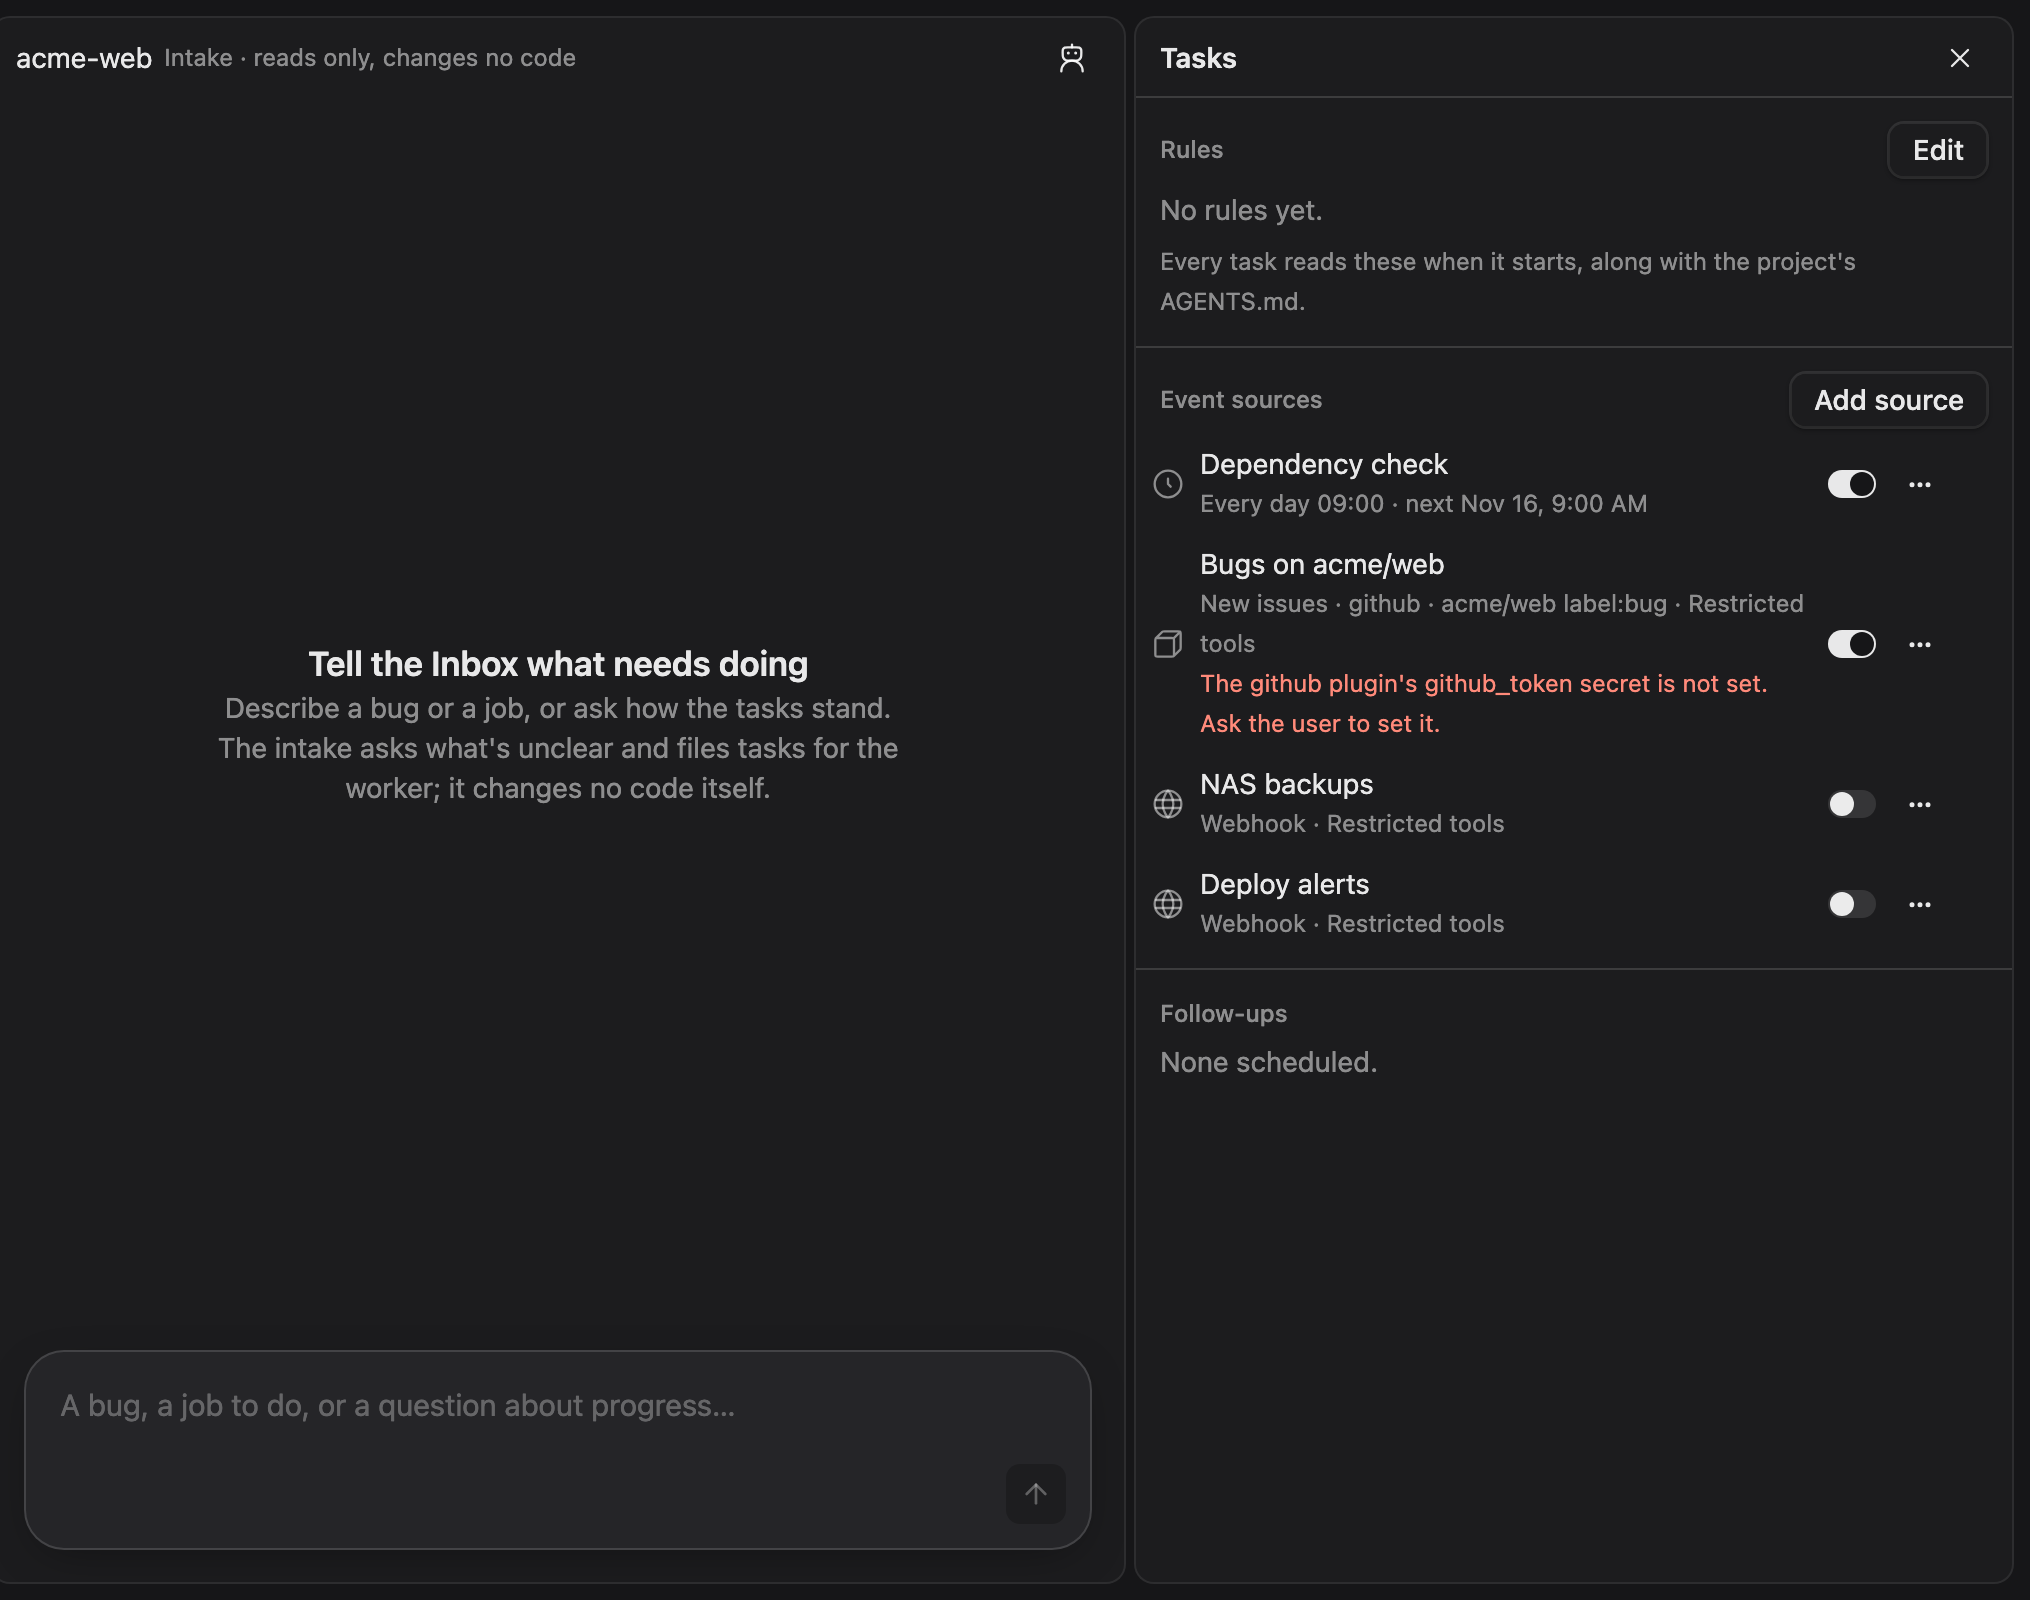 acme-web Intake · reads only, changes no code
Tell the Inbox what needs doing
Describe a bug or a job, or ask how the tasks stand.
The intake asks what's unclear and files tasks for the
worker; it changes no code itself.
A bug, a job to do, or a question about progress...
Tasks
Rules
Edit
No rules yet.
Every task reads these when it starts, along with the project's
AGENTS.md.
Event sources
Add source
Dependency check
Every day 09:00 · next Nov 16, 9:00 AM
Bugs on acme/web
New issues · github · acme/web label:bug · Restricted
tools
The github plugin's github_token secret is not set.
Ask the user to set it.
NAS backups
Webhook · Restricted tools
Deploy alerts
Webhook · Restricted tools
Follow-ups
None scheduled.